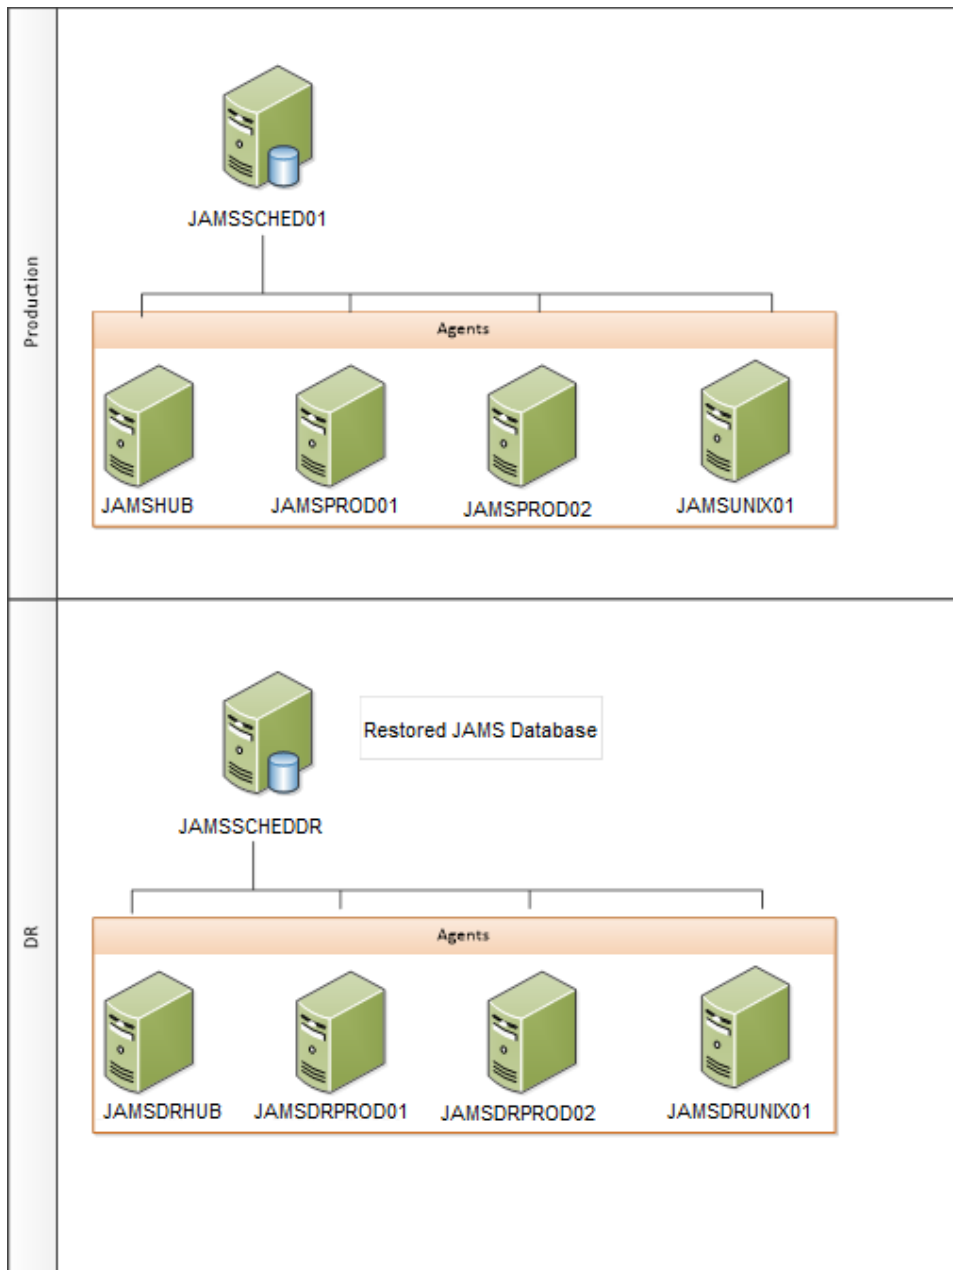 Production
JAMSSCHED01
Agents
JAMSHUB
JAMSPROD01
JAMSPROD02
JAMSUNIX01
DR
Restored JAMS Database
JAMSSCHEDDR
Agents
JAMSDRHUB
JAMSDRPROD01
JAMSDRPROD02
JAMSDRUNIX01